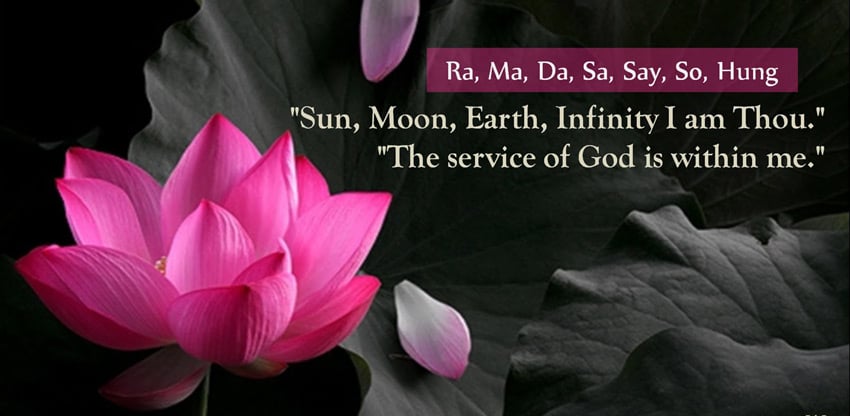 Ra, Ma, Da, Sa, Say, So, Hung
"Sun, Moon, Earth, Infinity I am Thou."
"The service of God is within me."